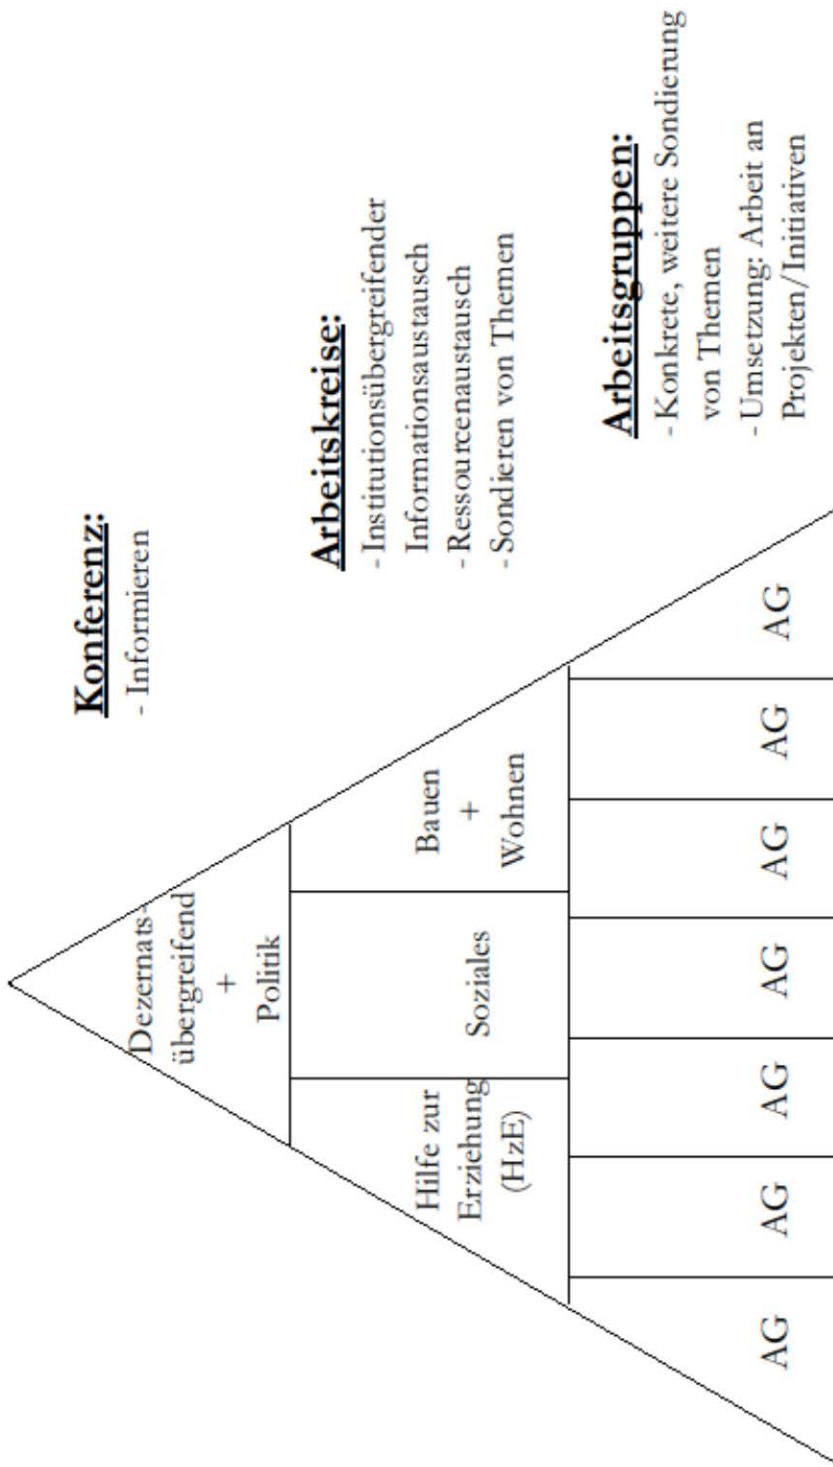 Konferenz:
- Informieren
Dezernats-
übergreifend
+
Politik
Arbeitskreise:
- Institutionsübergreifender
Informationsaustausch
- Ressourcenaustausch
- Sondieren von Themen
Hilfe zur
Erziehung
(HzE)
Soziales
Bauen
+
Wohnen
Arbeitsgruppen:
- Konkrete, weitere Sondierung
von Themen
- Umsetzung: Arbeit an
Projekten/Initiativen
AG AG AG AG AG AG AG